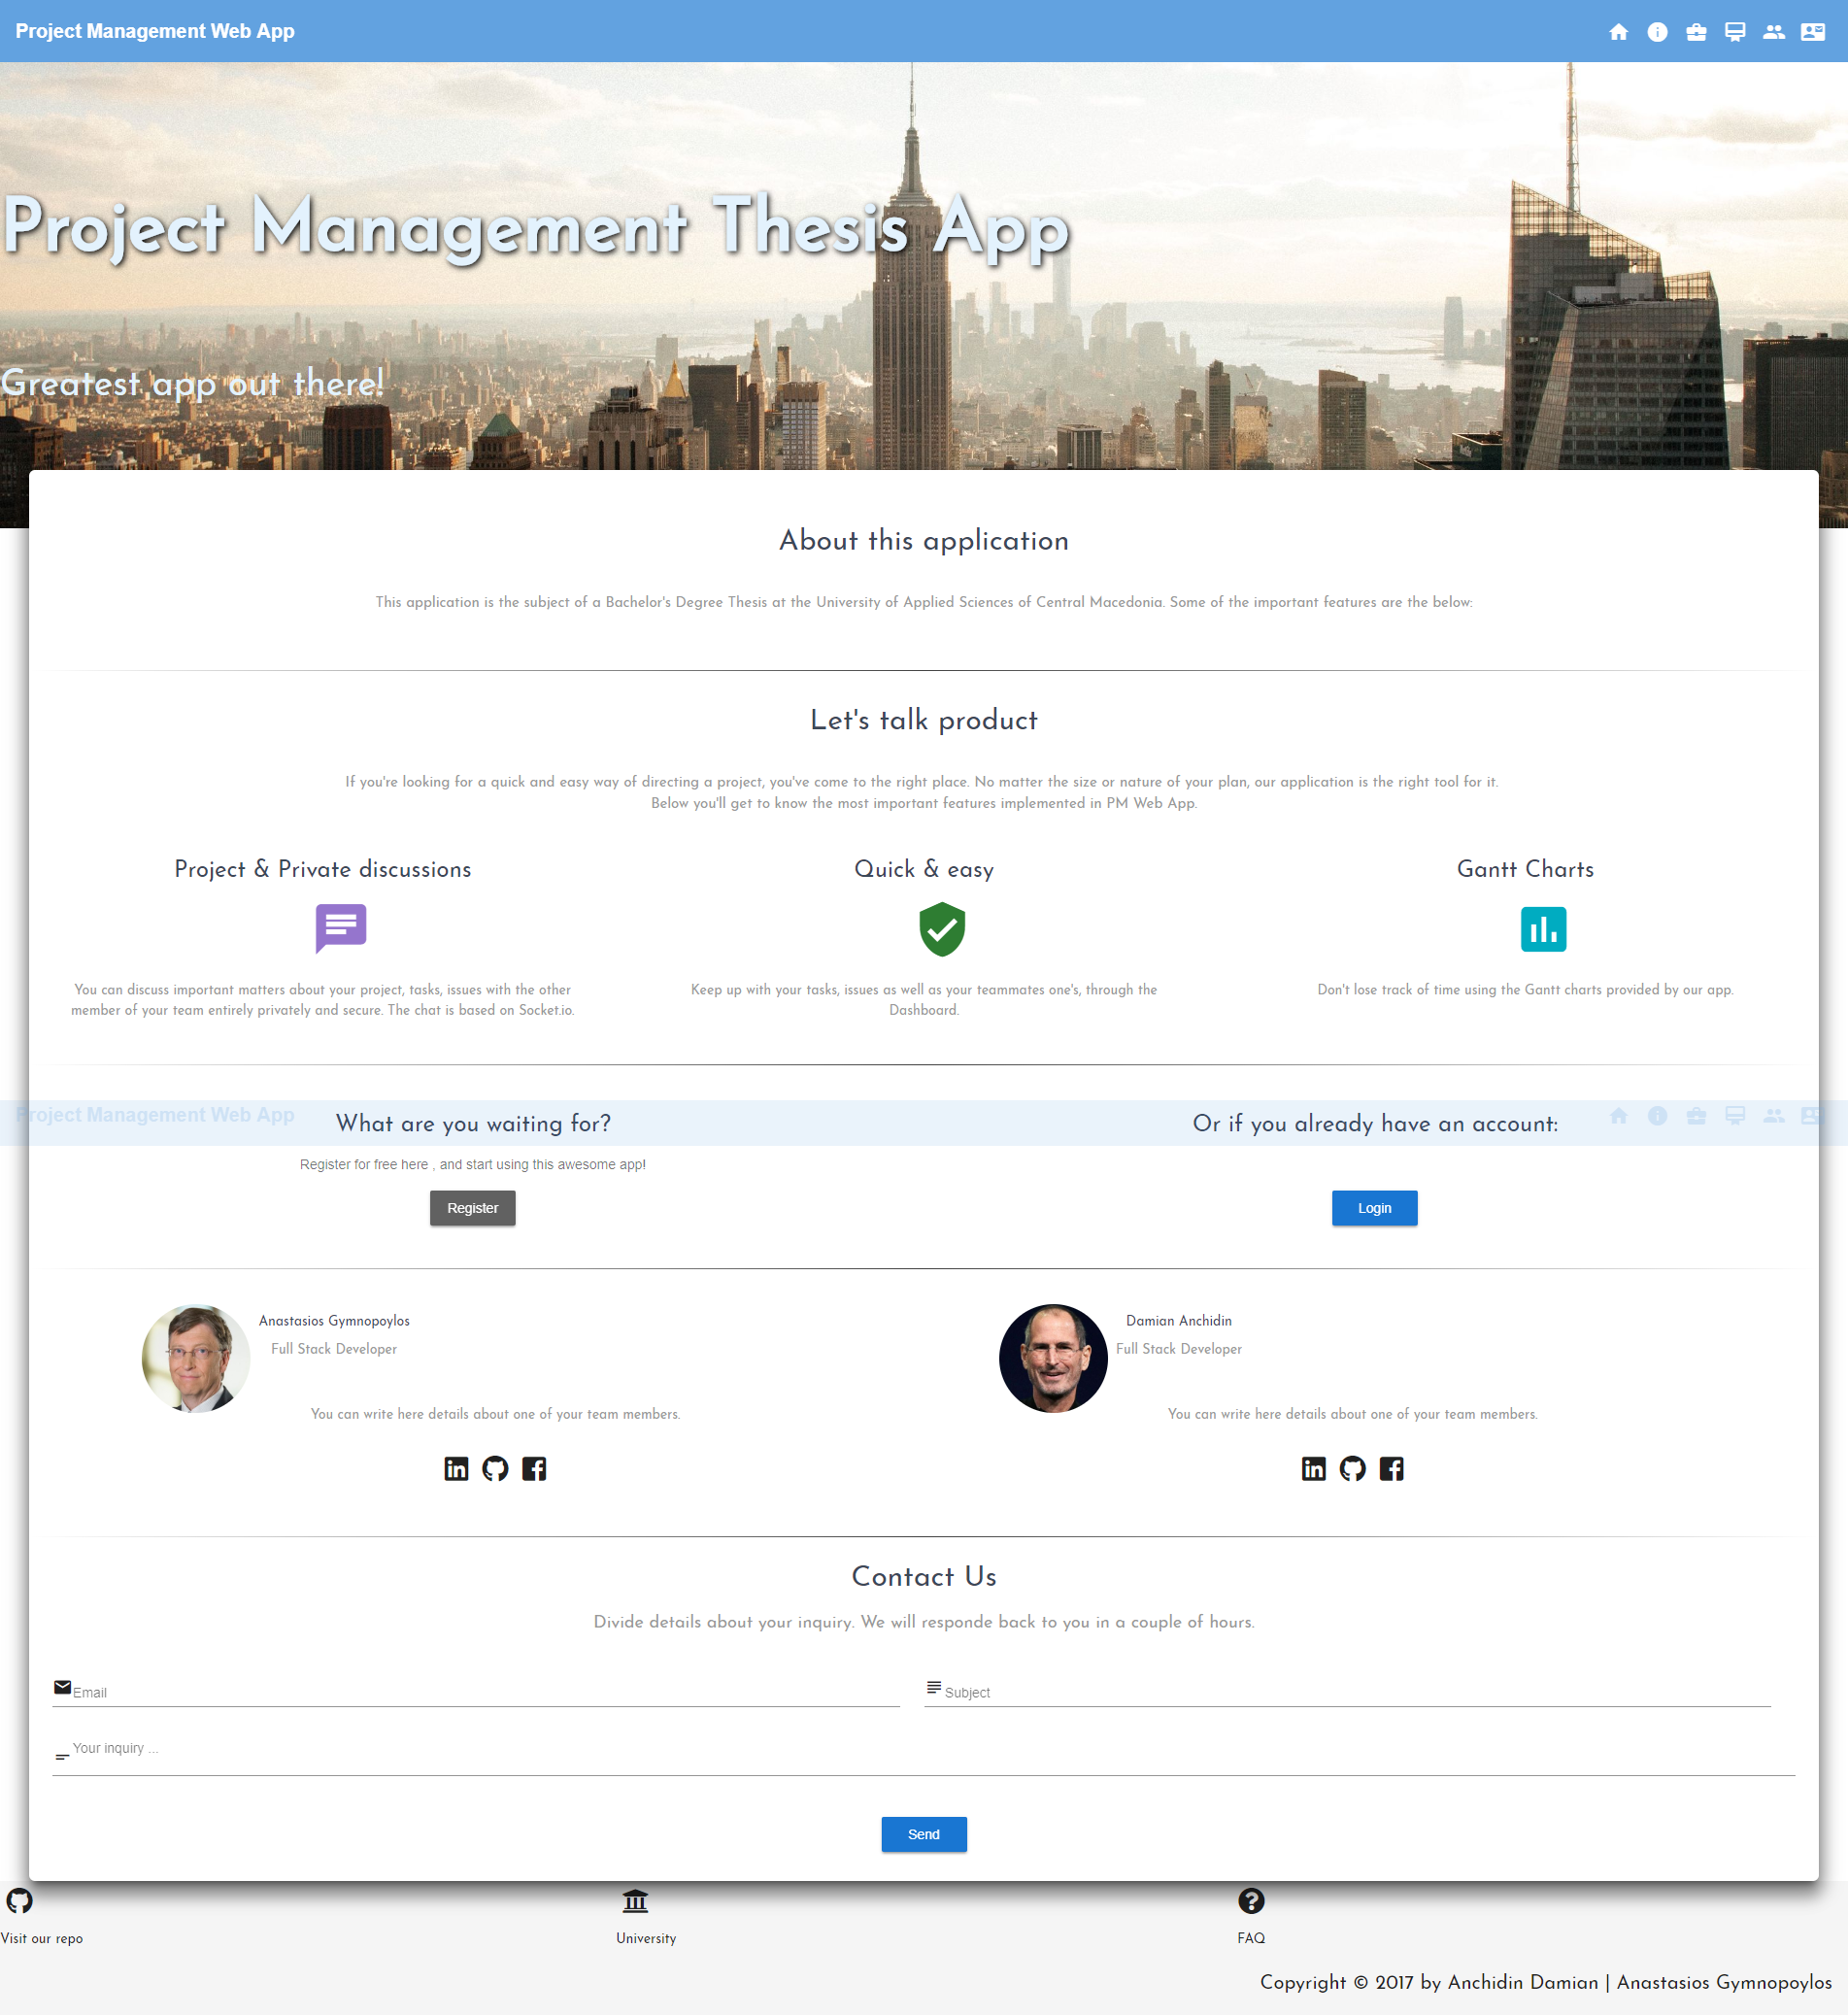 Project Management Web App
Project Management Thesis App
Greatest app out there!
About this application
This application is the subject of a Bachelor's Degree Thesis at the University of Applied Sciences of Central Macedonia. Some of the important features are the below:
Let's talk product
If you're looking for a quick and easy way of directing a project, you've come to the right place. No matter the size or nature of your plan, our application is the right tool for it.
Below you'll get to know the most important features implemented in PM Web App.
Project & Private discussions
You can discuss important matters about your project, tasks, issues with the other
member of your team entirely privately and secure. The chat is based on Socket.io.
Quick & easy
Keep up with your tasks, issues as well as your teammates one's, through the
Dashboard.
Gantt Charts
Don't lose track of time using the Gantt charts provided by our app.
Project Management Web App
What are you waiting for?
Register for free here , and start using this awesome app!
Register
Or if you already have an account:
Login
Anastasios Gymnopoylos
Full Stack Developer
You can write here details about one of your team members.
Damian Anchidin
Full Stack Developer
You can write here details about one of your team members.
Contact Us
Divide details about your inquiry. We will responde back to you in a couple of hours.
Email
Subject
Your inquiry ...
Send
Visit our repo
University
FAQ
Copyright © 2017 by Anchidin Damian | Anastasios Gymnopoylos